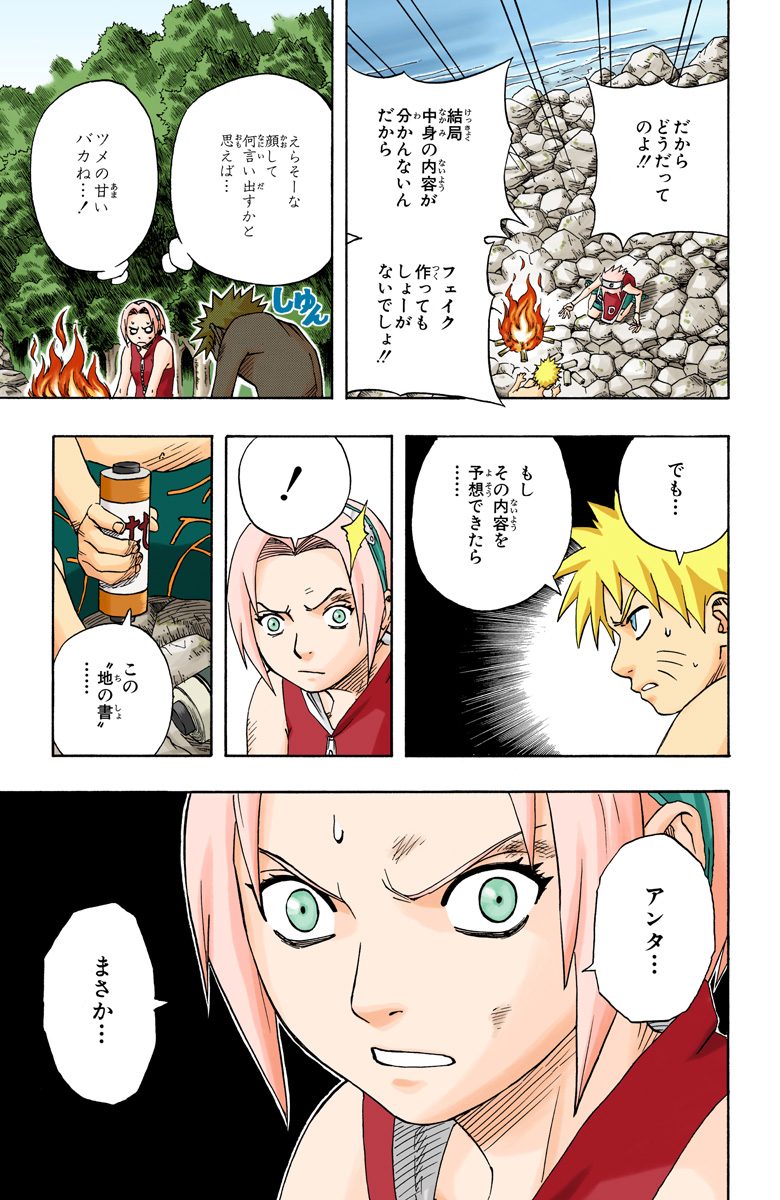 だから
どうだって
のよ!!
結局
中身の内容が
分かんないん
だから
フェイク
作っても
しょーが
ないでしょ!!
えらそーな
顔して
何言い出すかと
思えば…
ツメの甘い
バカね…!
しゅん
でも…
もし
その内容を
予想できたら
……
!
この
〝地の書〟
……
アンタ…
まさか…